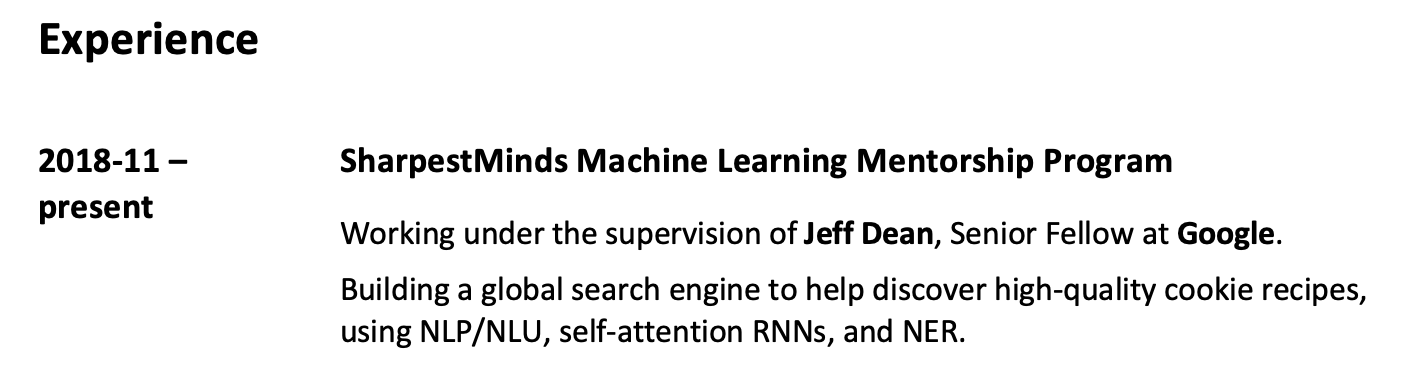 Experience
2018-11 –
present
SharpestMinds Machine Learning Mentorship Program
Working under the supervision of Jeff Dean, Senior Fellow at Google.
Building a global search engine to help discover high-quality cookie recipes,
using NLP/NLU, self-attention RNNs, and NER.